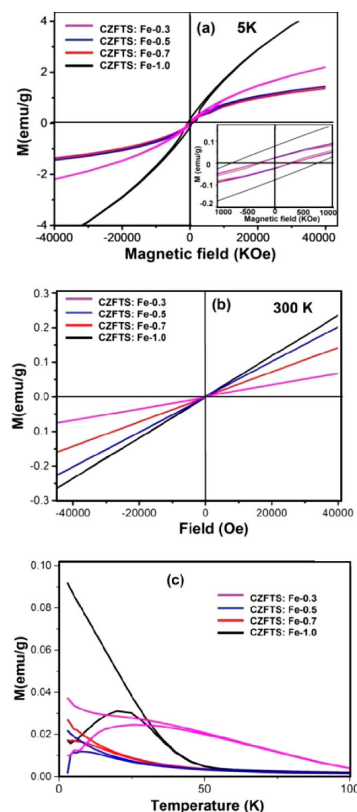 (a) 5K
CZFTS: Fe-0.3
CZFTS: Fe-0.5
CZFTS: Fe-0.7
CZFTS: Fe-1.0
M(emu/g)
4
2
0
-2
-4
-40000 -20000 0 20000 40000
Magnetic field (KOe)
M (emu/g)
0.1
0
-0.1
-0.2
-1000 -500 0 500 1000
Magnetic field (KOe)
(b) 300 K
CZFTS: Fe-0.3
CZFTS: Fe-0.5
CZFTS: Fe-0.7
CZFTS: Fe-1.0
M(emu/g)
0.3
0.2
0.1
0.0
-0.1
-0.2
-0.3
-40000 -20000 0 20000 40000
Field (Oe)
(c)
CZFTS: Fe-0.3
CZFTS: Fe-0.5
CZFTS: Fe-0.7
CZFTS: Fe-1.0
M(emu/g)
0.10
0.08
0.06
0.04
0.02
0.00
0 50 100
Temperature (K)